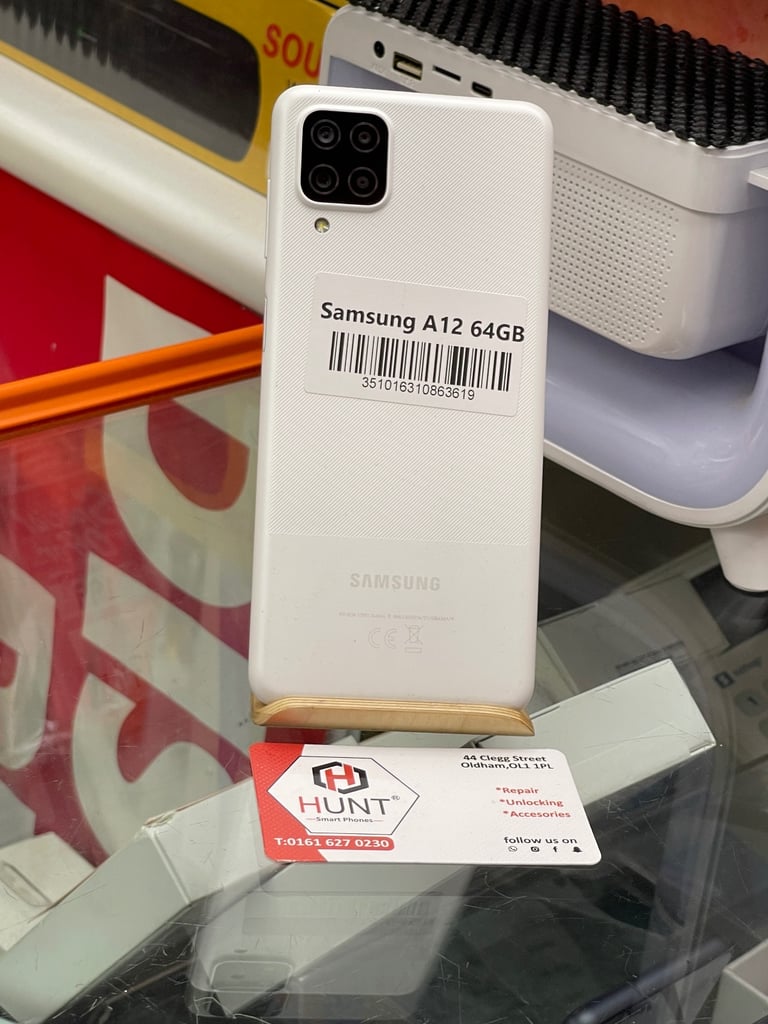 SOU
Samsung A12 64GB
351016310863619
SAMSUNG
CE
HUNT®
Smart Phones
T:0161 627 0230
44 Clegg Street
Oldham,OL1 1PL
*Repair
*Unlocking
*Accesories
follow us on